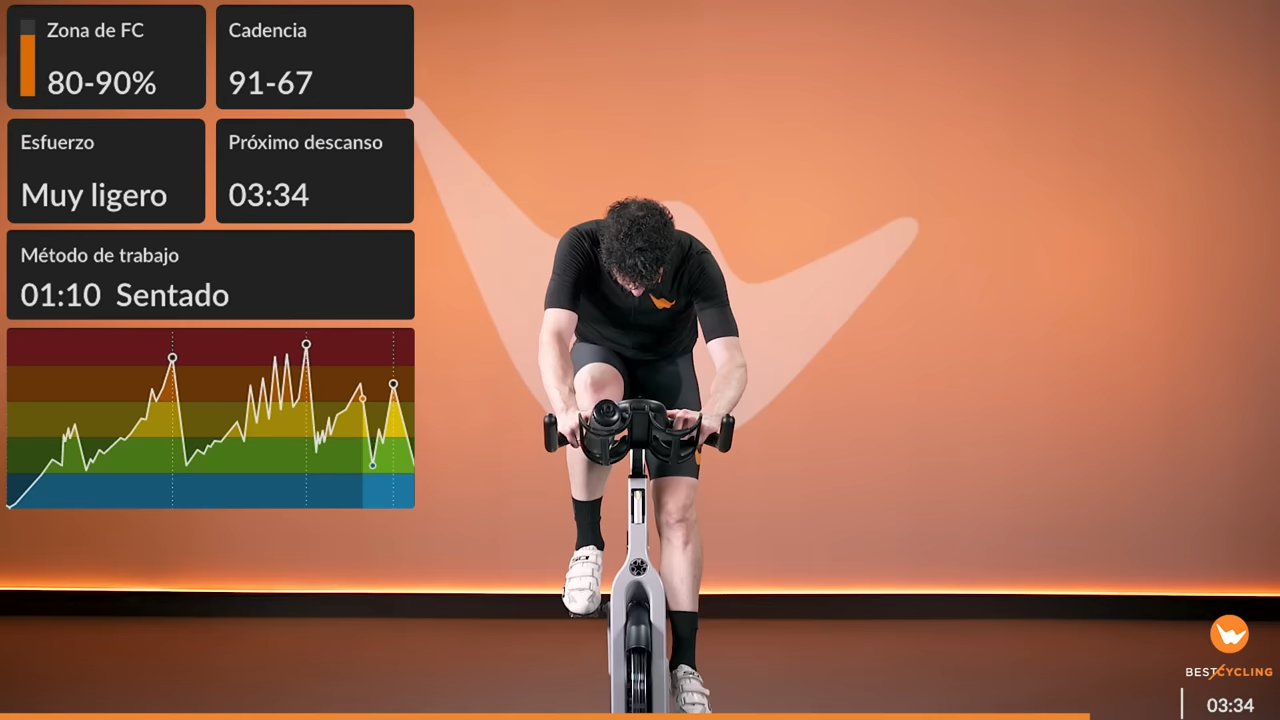 Zona de FC
80-90%
Cadencia
91-67
Esfuerzo
Muy ligero
Próximo descanso
03:34
Método de trabajo
01:10 Sentado
BESTCYCLING
03:34